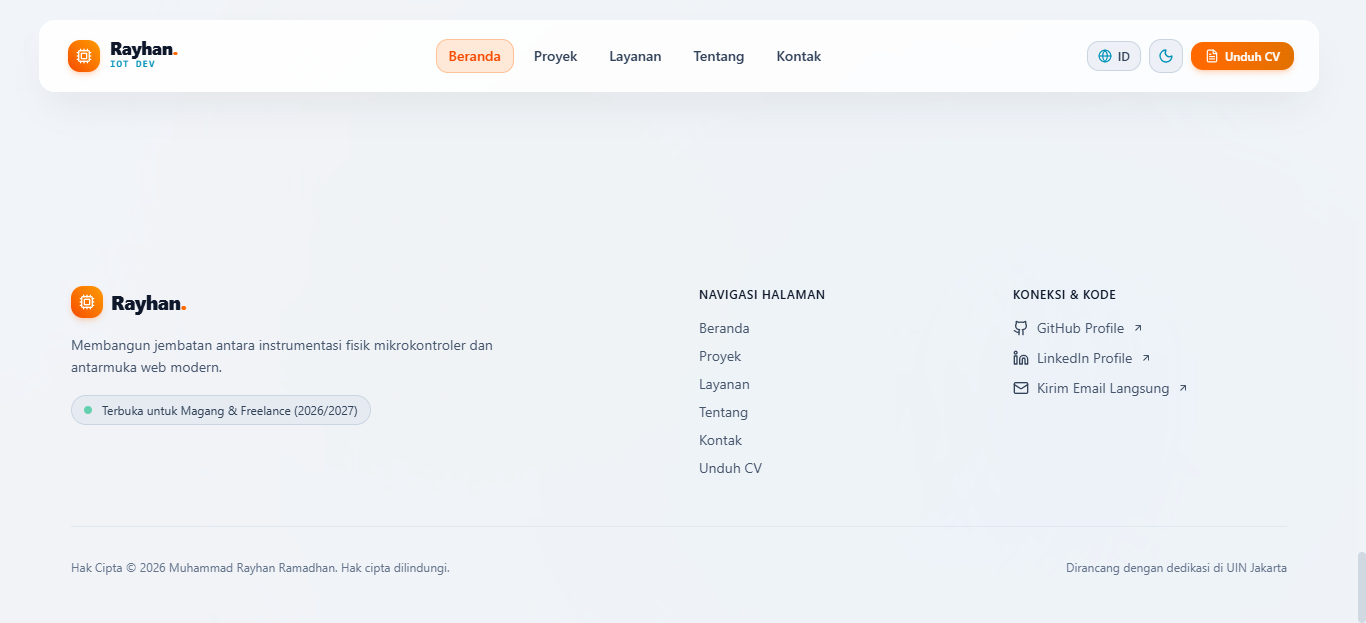 Rayhan.
IOT DEV
Beranda
Proyek
Layanan
Tentang
Kontak
ID
Unduh CV
Rayhan.
Membangun jembatan antara instrumentasi fisik mikrokontroler dan
antarmuka web modern.
Terbuka untuk Magang & Freelance (2026/2027)
NAVIGASI HALAMAN
Beranda
Proyek
Layanan
Tentang
Kontak
Unduh CV
KONEKSI & KODE
GitHub Profile
LinkedIn Profile
Kirim Email Langsung
Hak Cipta © 2026 Muhammad Rayhan Ramadhan. Hak cipta dilindungi.
Dirancang dengan dedikasi di UIN Jakarta